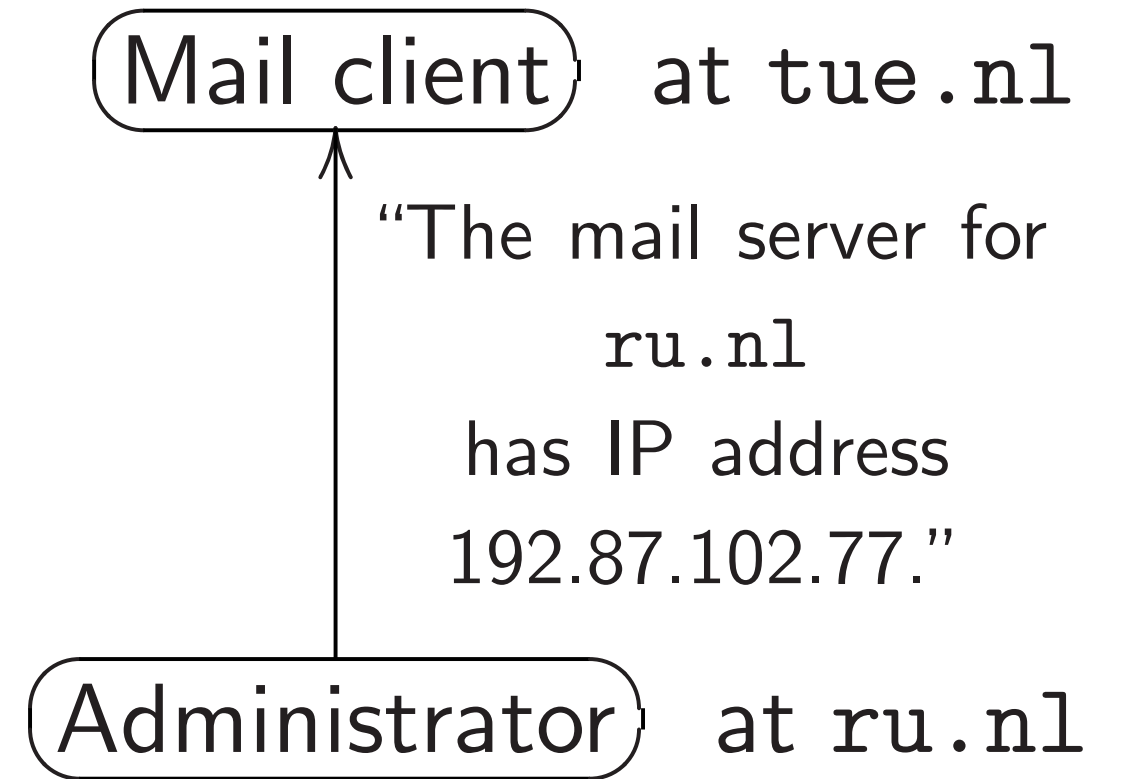 Mail client at tue.nl
“The mail server for
ru.nl
has IP address
192.87.102.77.”
Administrator at ru.nl